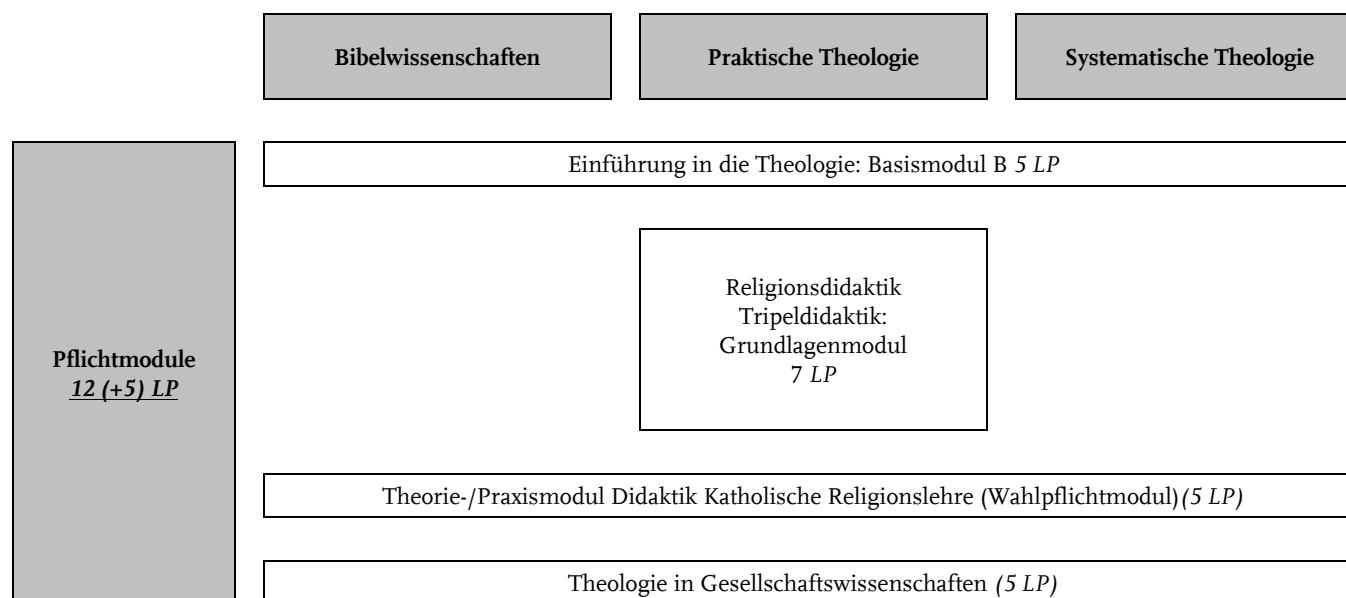 Bibelwissenschaften
Praktische Theologie
Systematische Theologie
Einführung in die Theologie: Basismodul B 5 LP
Religionsdidaktik
Tripeldidaktik:
Grundlagenmodul
7 LP
Pflichtmodule
12 (+5) LP
Theorie-/Praxismodul Didaktik Katholische Religionslehre (Wahlpflichtmodul) (5 LP)
Theologie in Gesellschaftswissenschaften (5 LP)